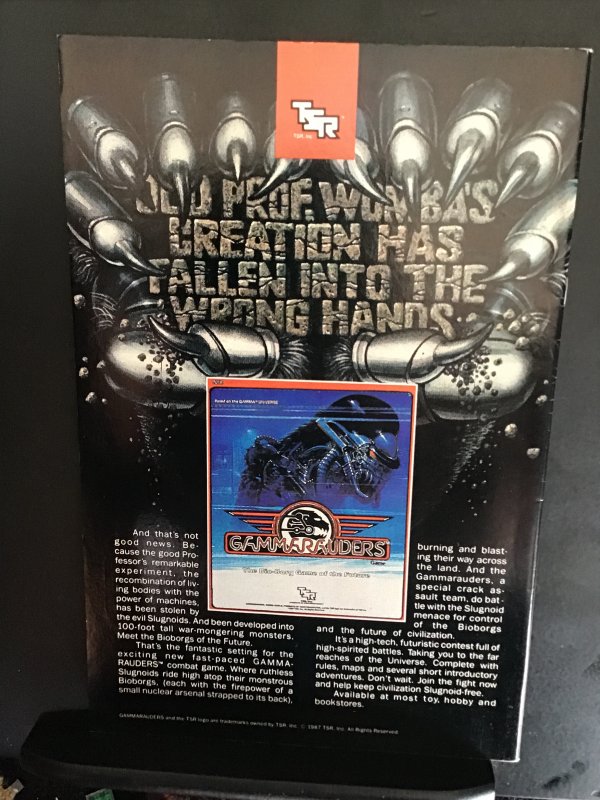 TSR
TSR, Inc.
OLD PROF. WOMBA'S
CREATION HAS
FALLEN INTO THE
WRONG HANDS.
Based on the GAMMA UNIVERSE
GAMMARAUDERS
Game
The Bio-Borg Game of the Future
TSR
And that's not
good news. Be-
cause the good Pro-
fessor's remarkable
experiment, the
recombination of liv-
ing bodies with the
power of machines,
has been stolen by
the evil Slugnoids. And been developed into
100-foot tall war-mongering monsters.
Meet the Bioborgs of the Future.
That's the fantastic setting for the
exciting new fast-paced GAMMA-
RAUDERS™ combat game. Where ruthless
Slugnoids ride high atop their monstrous
Bioborgs, (each with the firepower of a
small nuclear arsenal strapped to its back),
burning and blast-
ing their way across
the land. And the
Gammarauders, a
special crack as-
sault team, do bat-
tle with the Slugnoid
menace for control
of the Bioborgs
and the future of civilization.
It's a high-tech, futuristic contest full of
high-spirited battles. Taking you to the far
reaches of the Universe. Complete with
rules, maps and several short introductory
adventures. Don't wait. Join the fight now
and help keep civilization Slugnoid-free.
Available at most toy, hobby and
bookstores.
GAMMARAUDERS and the TSR logo are trademarks owned by TSR, Inc. © 1987 TSR, Inc. All Rights Reserved.